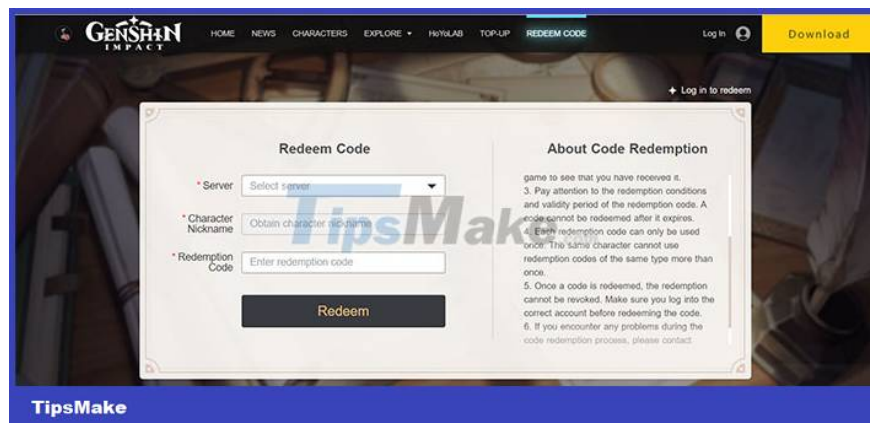 GENSHIN
IMPACT
HOME NEWS CHARACTERS EXPLORE HoYoLAB TOP-UP REDEEM CODE Log In Download
Log in to redeem
Redeem Code
* Server Select server
* Character
Nickname Obtain character nickname
* Redemption
Code Enter redemption code
Redeem
About Code Redemption
game to see that you have received it.
3. Pay attention to the redemption conditions
and validity period of the redemption code. A
code cannot be redeemed after it expires.
4. Each redemption code can only be used
once. The same character cannot use
redemption codes of the same type more than
once.
5. Once a code is redeemed, the redemption
cannot be revoked. Make sure you log into the
correct account before redeeming the code.
6. If you encounter any problems during the
code redemption process, please contact
TipsMake.com
TipsMake